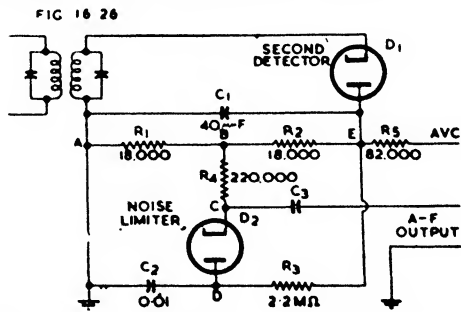 FIG 16 26
SECOND
DETECTOR
D1
C1
40µµF
A
R1
18,000
B
R2
18,000
E
R5
82,000
AVC
R4
220,000
C
C3
NOISE
LIMITER
D2
A-F
OUTPUT
C2
0.01
D
R3
2.2MΩ